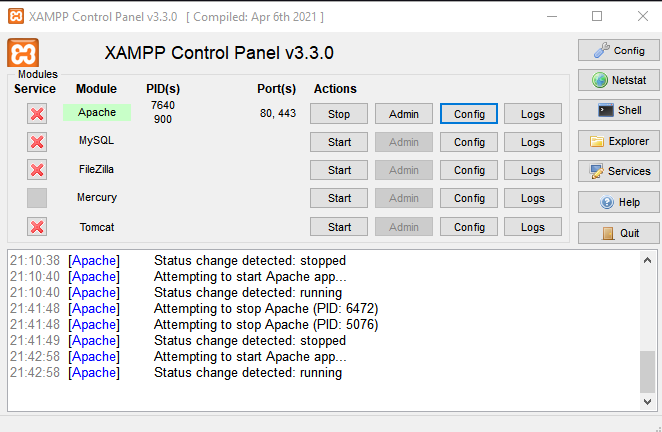 XAMPP Control Panel v3.3.0 [ Compiled: Apr 6th 2021 ]
XAMPP Control Panel v3.3.0
Config
Modules
Service Module PID(s) Port(s) Actions
Netstat
Apache 7640 900 80, 443 Stop Admin Config Logs
Shell
MySQL Start Admin Config Logs
Explorer
FileZilla Start Admin Config Logs
Services
Mercury Start Admin Config Logs
Help
Tomcat Start Admin Config Logs
Quit
21:10:38 [Apache] Status change detected: stopped
21:10:40 [Apache] Attempting to start Apache app...
21:10:40 [Apache] Status change detected: running
21:41:48 [Apache] Attempting to stop Apache (PID: 6472)
21:41:48 [Apache] Attempting to stop Apache (PID: 5076)
21:41:49 [Apache] Status change detected: stopped
21:42:58 [Apache] Attempting to start Apache app...
21:42:58 [Apache] Status change detected: running